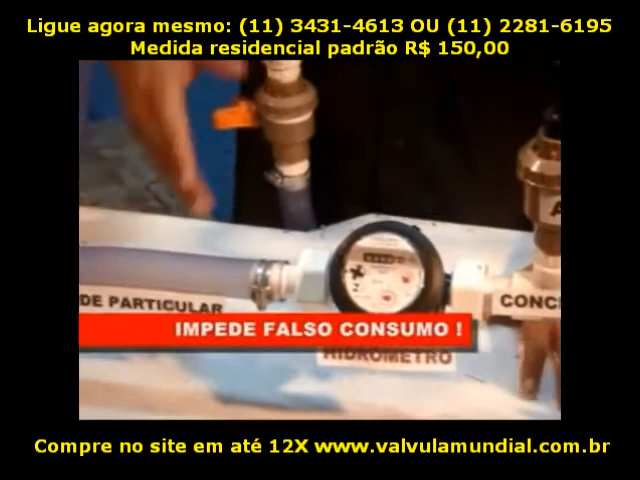 Ligue agora mesmo: (11) 3431-4613 OU (11) 2281-6195
Medida residencial padrão R$ 150,00
DE PARTICULAR
CONC
IMPEDE FALSO CONSUMO !
HIDRÔMETRO
Compre no site em até 12X www.valvulamundial.com.br